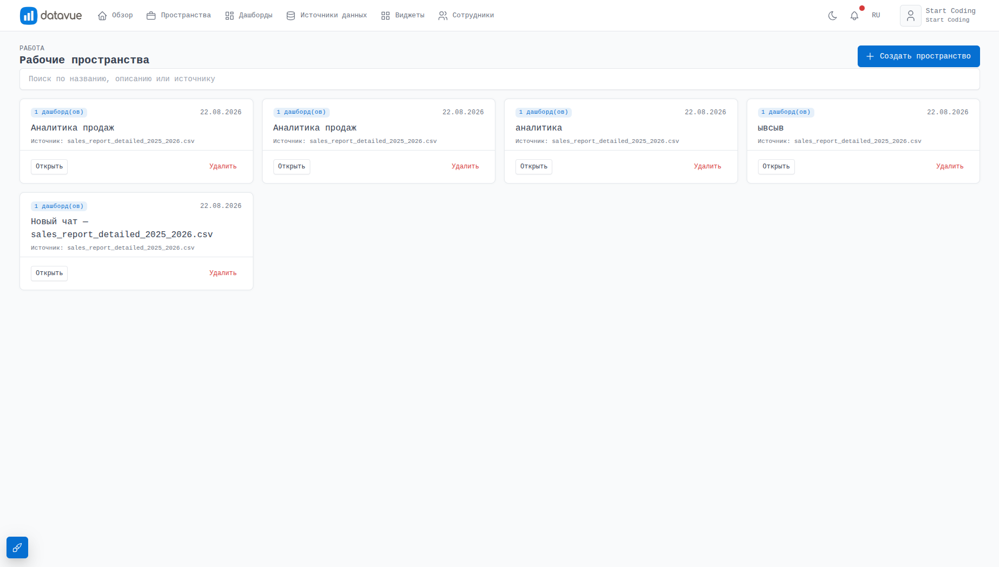 datavue
Обзор
Пространства
Дашборды
Источники данных
Виджеты
Сотрудники
RU
Start Coding
Start Coding
РАБОТА
Рабочие пространства
Создать пространство
Поиск по названию, описанию или источнику
1 дашборд(ов) 22.08.2026
Аналитика продаж
Источник: sales_report_detailed_2025_2026.csv
Открыть Удалить
1 дашборд(ов) 22.08.2026
Аналитика продаж
Источник: sales_report_detailed_2025_2026.csv
Открыть Удалить
1 дашборд(ов) 22.08.2026
аналитика
Источник: sales_report_detailed_2025_2026.csv
Открыть Удалить
1 дашборд(ов) 22.08.2026
ывсыв
Источник: sales_report_detailed_2025_2026.csv
Открыть Удалить
1 дашборд(ов) 22.08.2026
Новый чат —
sales_report_detailed_2025_2026.csv
Источник: sales_report_detailed_2025_2026.csv
Открыть Удалить